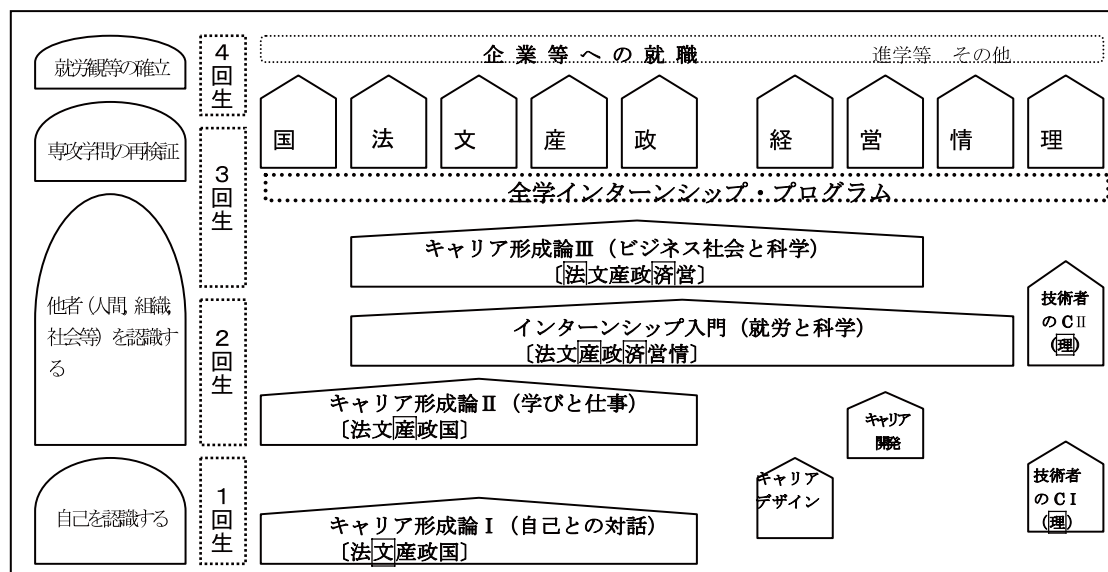 就労観等の確立
4回生
企業等への就職
進学等 その他
専攻学問の再検証
3回生
国
法
文
産
政
経
営
情
理
全学インターンシップ・プログラム
キャリア形成論Ⅲ(ビジネス社会と科学)
〔法文産政済営〕
他者(人間、組織、
社会等)を認識す
る
2回生
インターンシップ入門(就労と科学)
〔法文産政済営情〕
技術者
のCⅡ
(理)
キャリア形成論Ⅱ(学びと仕事)
〔法文産政国〕
キャリア
開発
自己を認識する
1回生
キャリア形成論Ⅰ(自己との対話)
〔法文産政国〕
キャリア
デザイン
技術者
のCⅠ
(理)